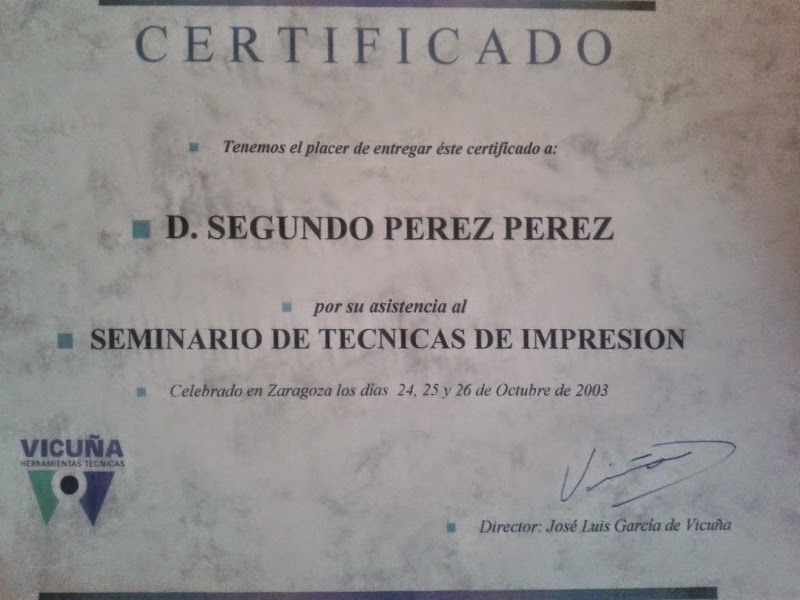 CERTIFICADO
Tenemos el placer de entregar éste certificado a:
D. SEGUNDO PEREZ PEREZ
por su asistencia al
SEMINARIO DE TECNICAS DE IMPRESION
Celebrado en Zaragoza los días 24, 25 y 26 de Octubre de 2003
VICUÑA
HERRAMIENTAS TECNICAS
Director: José Luis García de Vicuña